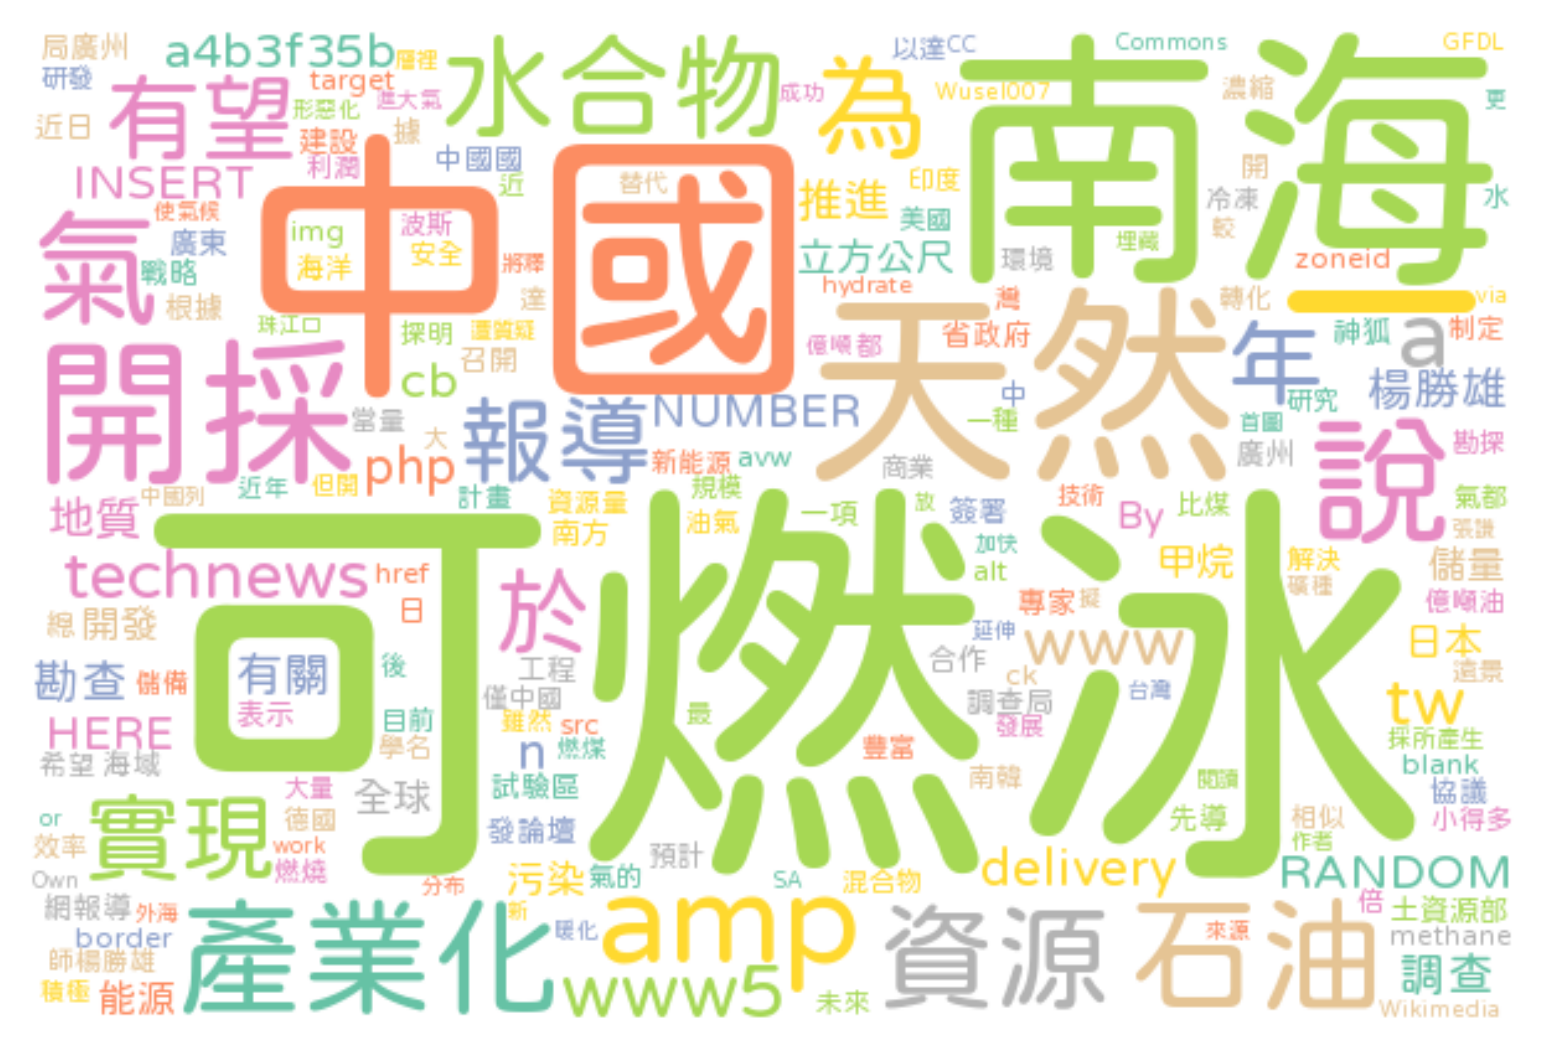 局廣州
a4b3f35b
層裡
水合物
以達
CC
Commons
GFDL
研發
target
有望
形惡化
進大氣
成功
為
Wusel007
南海
濃縮
更
近日
建設
據
利潤
中國國
近
替代
推進
印度
開
INSERT
使氣候
中國
美國
冷凍
水
氣
廣東
img
波斯
海洋
安全
將釋
立方公尺
環境
埋藏
較
zoneid
戰略
根據
達
hydrate
灣
轉化
一
via
珠江口
探明
遭質疑
億噸都
天然
省政府
年
神狐
a
制定
開採
cb
召開
中
楊勝雄
當量
報導
NUMBER
一種
研究
首圖
大
php
新能源
avw
商業
廣州
說
勘探
地質
中國列
近年
但開
計畫
資源量
規模
放
簽署
技術
By
比煤
氣都
南方
油氣
一項
張謙
可燃冰
technews
href
加快
alt
甲烷
解決
儲量
日
於
專家
擬
礦種
億噸油
總
開發
延伸
www
日本
勘查
儲備
有關
後
工程
合作
ck
台灣
遠景
表示
僅中國
調查局
tw
HERE
目前
雖然
src
最
發展
學名
n
燃煤
豐富
採所產生
希望
海域
大量
全球
試驗區
南韓
閱讀
blank
協議
or
實現
德國
發論壇
先導
相似
小得多
效率
work
預計
作者
Own
燃燒
分布
污染
氣的
SA
混合物
delivery
RANDOM
網報導
外海
產業化
新
amp
資源
石油
倍
士資源部
border
暖化
來源
methane
師楊勝雄
調查
積極
能源
www5
未來
Wikimedia